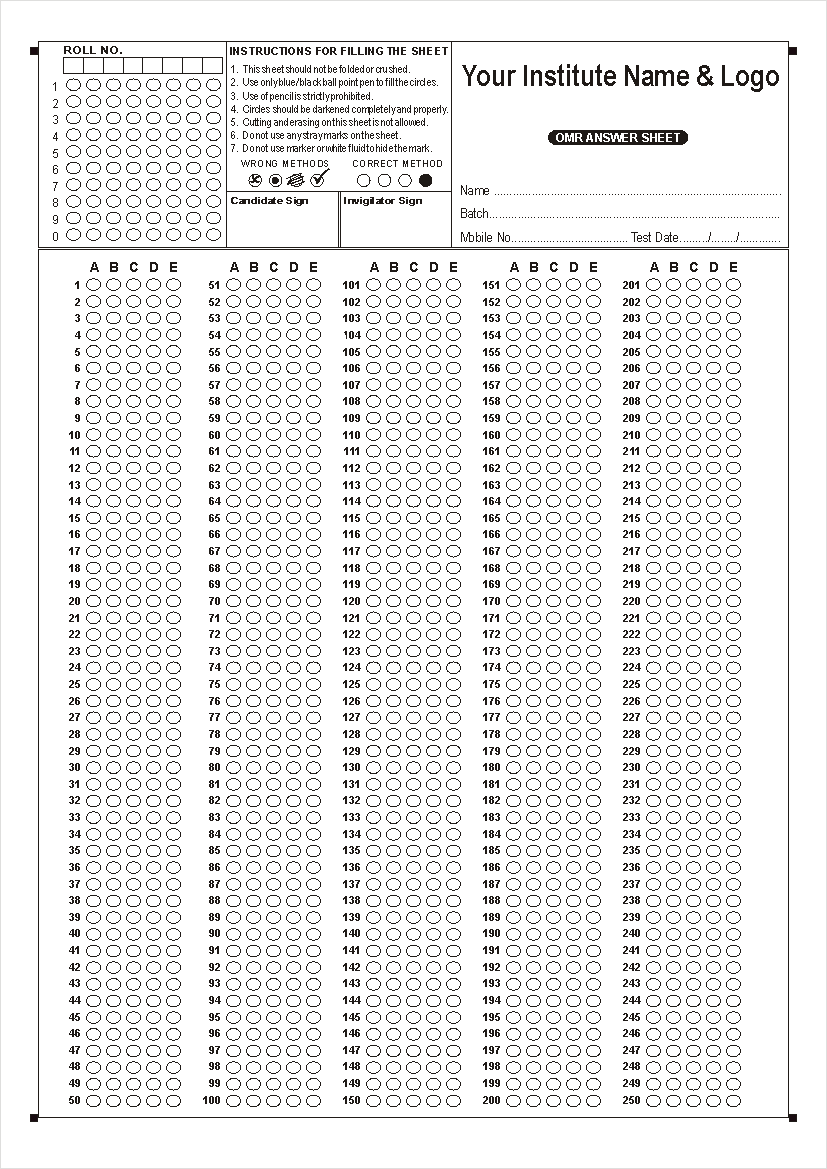 ROLL NO.
1
2
3
4
5
6
7
8
9
0
INSTRUCTIONS FOR FILLING THE SHEET
1. This sheet should not be folded or crushed.
2. Use only blue/black ball point pen to fill the circles.
3. Use of pencil is strictly prohibited.
4. Circles should be darkened completely and properly.
5. Cutting and erasing on this sheet is not allowed.
6. Do not use any stray marks on the sheet.
7. Do not use marker or white fluid to hide the mark.
WRONG METHODS CORRECT METHOD
Candidate Sign Invigilator Sign
Your Institute Name & Logo
OMR ANSWER SHEET
Name
Batch
Mobile No. Test Date / /
A B C D E A B C D E A B C D E A B C D E A B C D E
1 51 101 151 201
2 52 102 152 202
3 53 103 153 203
4 54 104 154 204
5 55 105 155 205
6 56 106 156 206
7 57 107 157 207
8 58 108 158 208
9 59 109 159 209
10 60 110 160 210
11 61 111 161 211
12 62 112 162 212
13 63 113 163 213
14 64 114 164 214
15 65 115 165 215
16 66 116 166 216
17 67 117 167 217
18 68 118 168 218
19 69 119 169 219
20 70 120 170 220
21 71 121 171 221
22 72 122 172 222
23 73 123 173 223
24 74 124 174 224
25 75 125 175 225
26 76 126 176 226
27 77 127 177 227
28 78 128 178 228
29 79 129 179 229
30 80 130 180 230
31 81 131 181 231
32 82 132 182 232
33 83 133 183 233
34 84 134 184 234
35 85 135 185 235
36 86 136 186 236
37 87 137 187 237
38 88 138 188 238
39 89 139 189 239
40 90 140 190 240
41 91 141 191 241
42 92 142 192 242
43 93 143 193 243
44 94 144 194 244
45 95 145 195 245
46 96 146 196 246
47 97 147 197 247
48 98 148 198 248
49 99 149 199 249
50 100 150 200 250